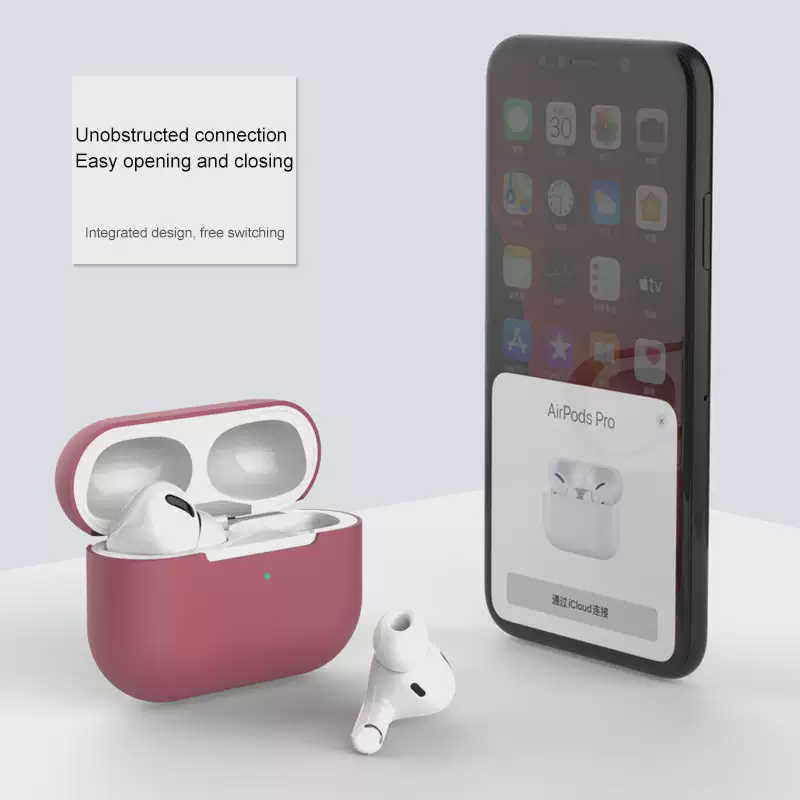 Unobstructed connection
Easy opening and closing
Integrated design, free switching
30
tv
AirPods Pro
通过 iCloud 连接